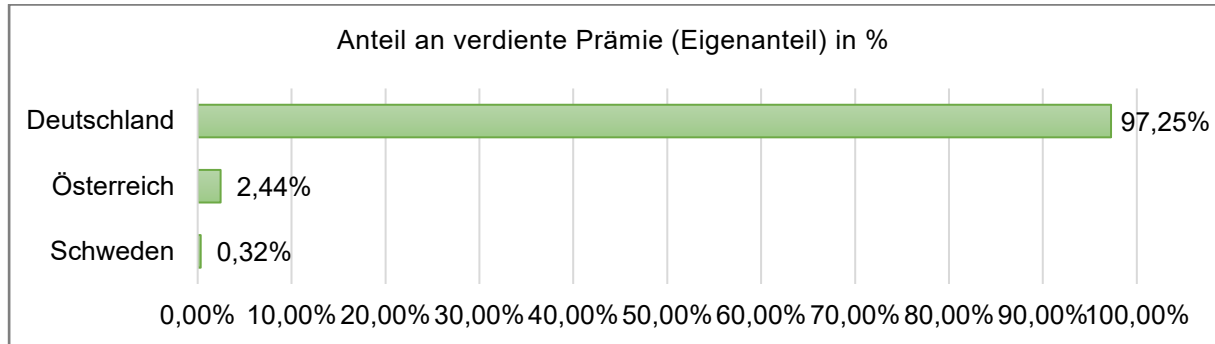 Anteil an verdiente Prämie (Eigenanteil) in %
Deutschland 97,25%
Österreich 2,44%
Schweden 0,32%
0,00% 10,00% 20,00% 30,00% 40,00% 50,00% 60,00% 70,00% 80,00% 90,00% 100,00%